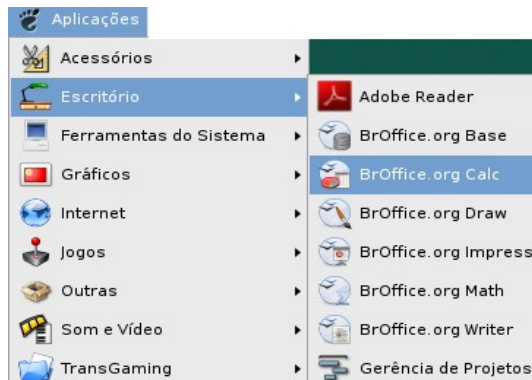 Aplicações
Acessórios
Escritório
Ferramentas do Sistema
Gráficos
Internet
Jogos
Outras
Som e Vídeo
TransGaming
Adobe Reader
BrOffice.org Base
BrOffice.org Calc
BrOffice.org Draw
BrOffice.org Impress
BrOffice.org Math
BrOffice.org Writer
Gerência de Projetos